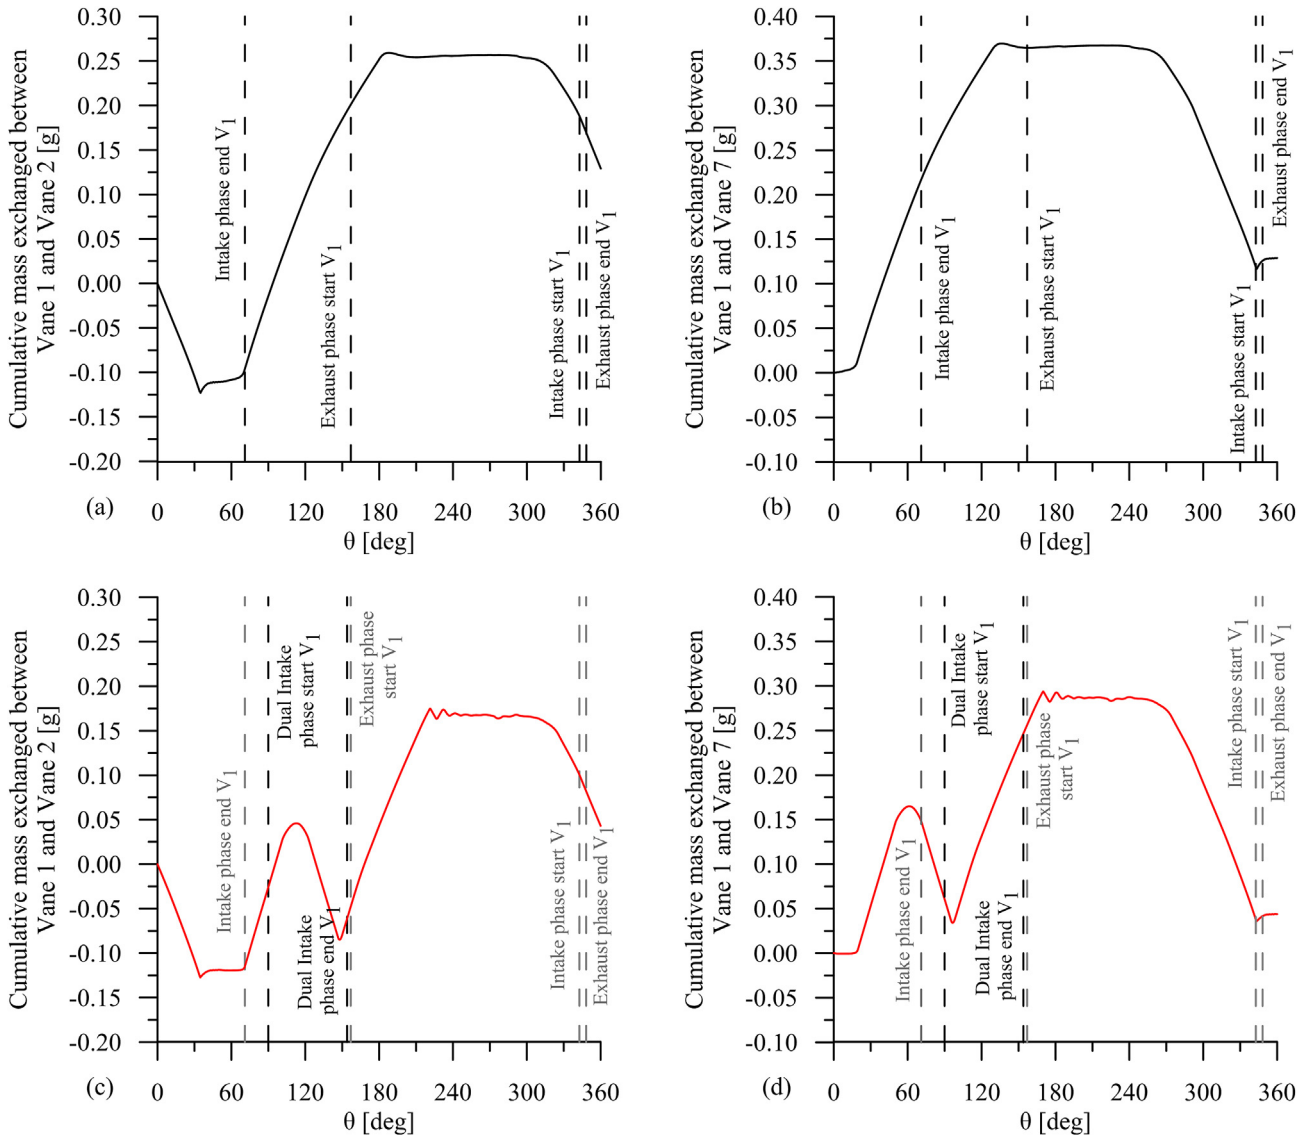 Cumulative mass exchanged between
Vane 1 and Vane 2 [g]
0.30
0.25
0.20
0.15
0.10
0.05
0.00
-0.05
-0.10
-0.15
-0.20
Intake phase end V1
Exhaust phase start V1
Intake phase start V1
Exhaust phase end V1
(a)
0
60
120
180
240
300
360
θ [deg]
Cumulative mass exchanged between
Vane 1 and Vane 7 [g]
0.40
0.35
0.30
0.25
0.20
0.15
0.10
0.05
0.00
-0.05
-0.10
Intake phase end V1
Exhaust phase start V1
Intake phase start V1
Exhaust phase end V1
(b)
0
60
120
180
240
300
360
θ [deg]
Cumulative mass exchanged between
Vane 1 and Vane 2 [g]
0.30
0.25
0.20
0.15
0.10
0.05
0.00
-0.05
-0.10
-0.15
-0.20
Intake phase end V1
Dual Intake
phase start V1
Dual Intake
phase end V1
Exhaust phase
start V1
Intake phase start V1
Exhaust phase end V1
(c)
0
60
120
180
240
300
360
θ [deg]
Cumulative mass exchanged between
Vane 1 and Vane 7 [g]
0.40
0.35
0.30
0.25
0.20
0.15
0.10
0.05
0.00
-0.05
-0.10
Intake phase end V1
Dual Intake
phase start V1
Dual Intake
phase end V1
Exhaust phase
start V1
Intake phase start V1
Exhaust phase end V1
(d)
0
60
120
180
240
300
360
θ [deg]